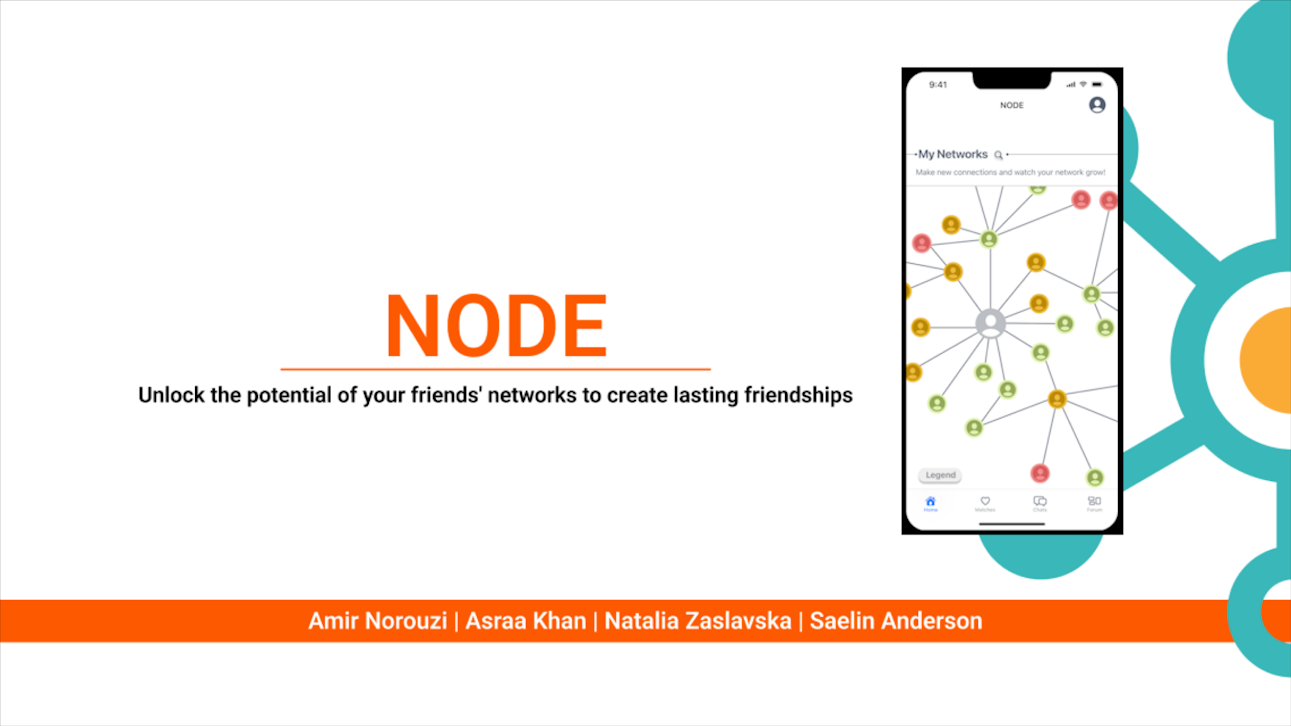 NODE
Unlock the potential of your friends' networks to create lasting friendships
9:41
NODE
My Networks
Make new connections and watch your network grow!
Legend
Home
Matches
Chats
Forum
Amir Norouzi | Asraa Khan | Natalia Zaslavska | Saelin Anderson